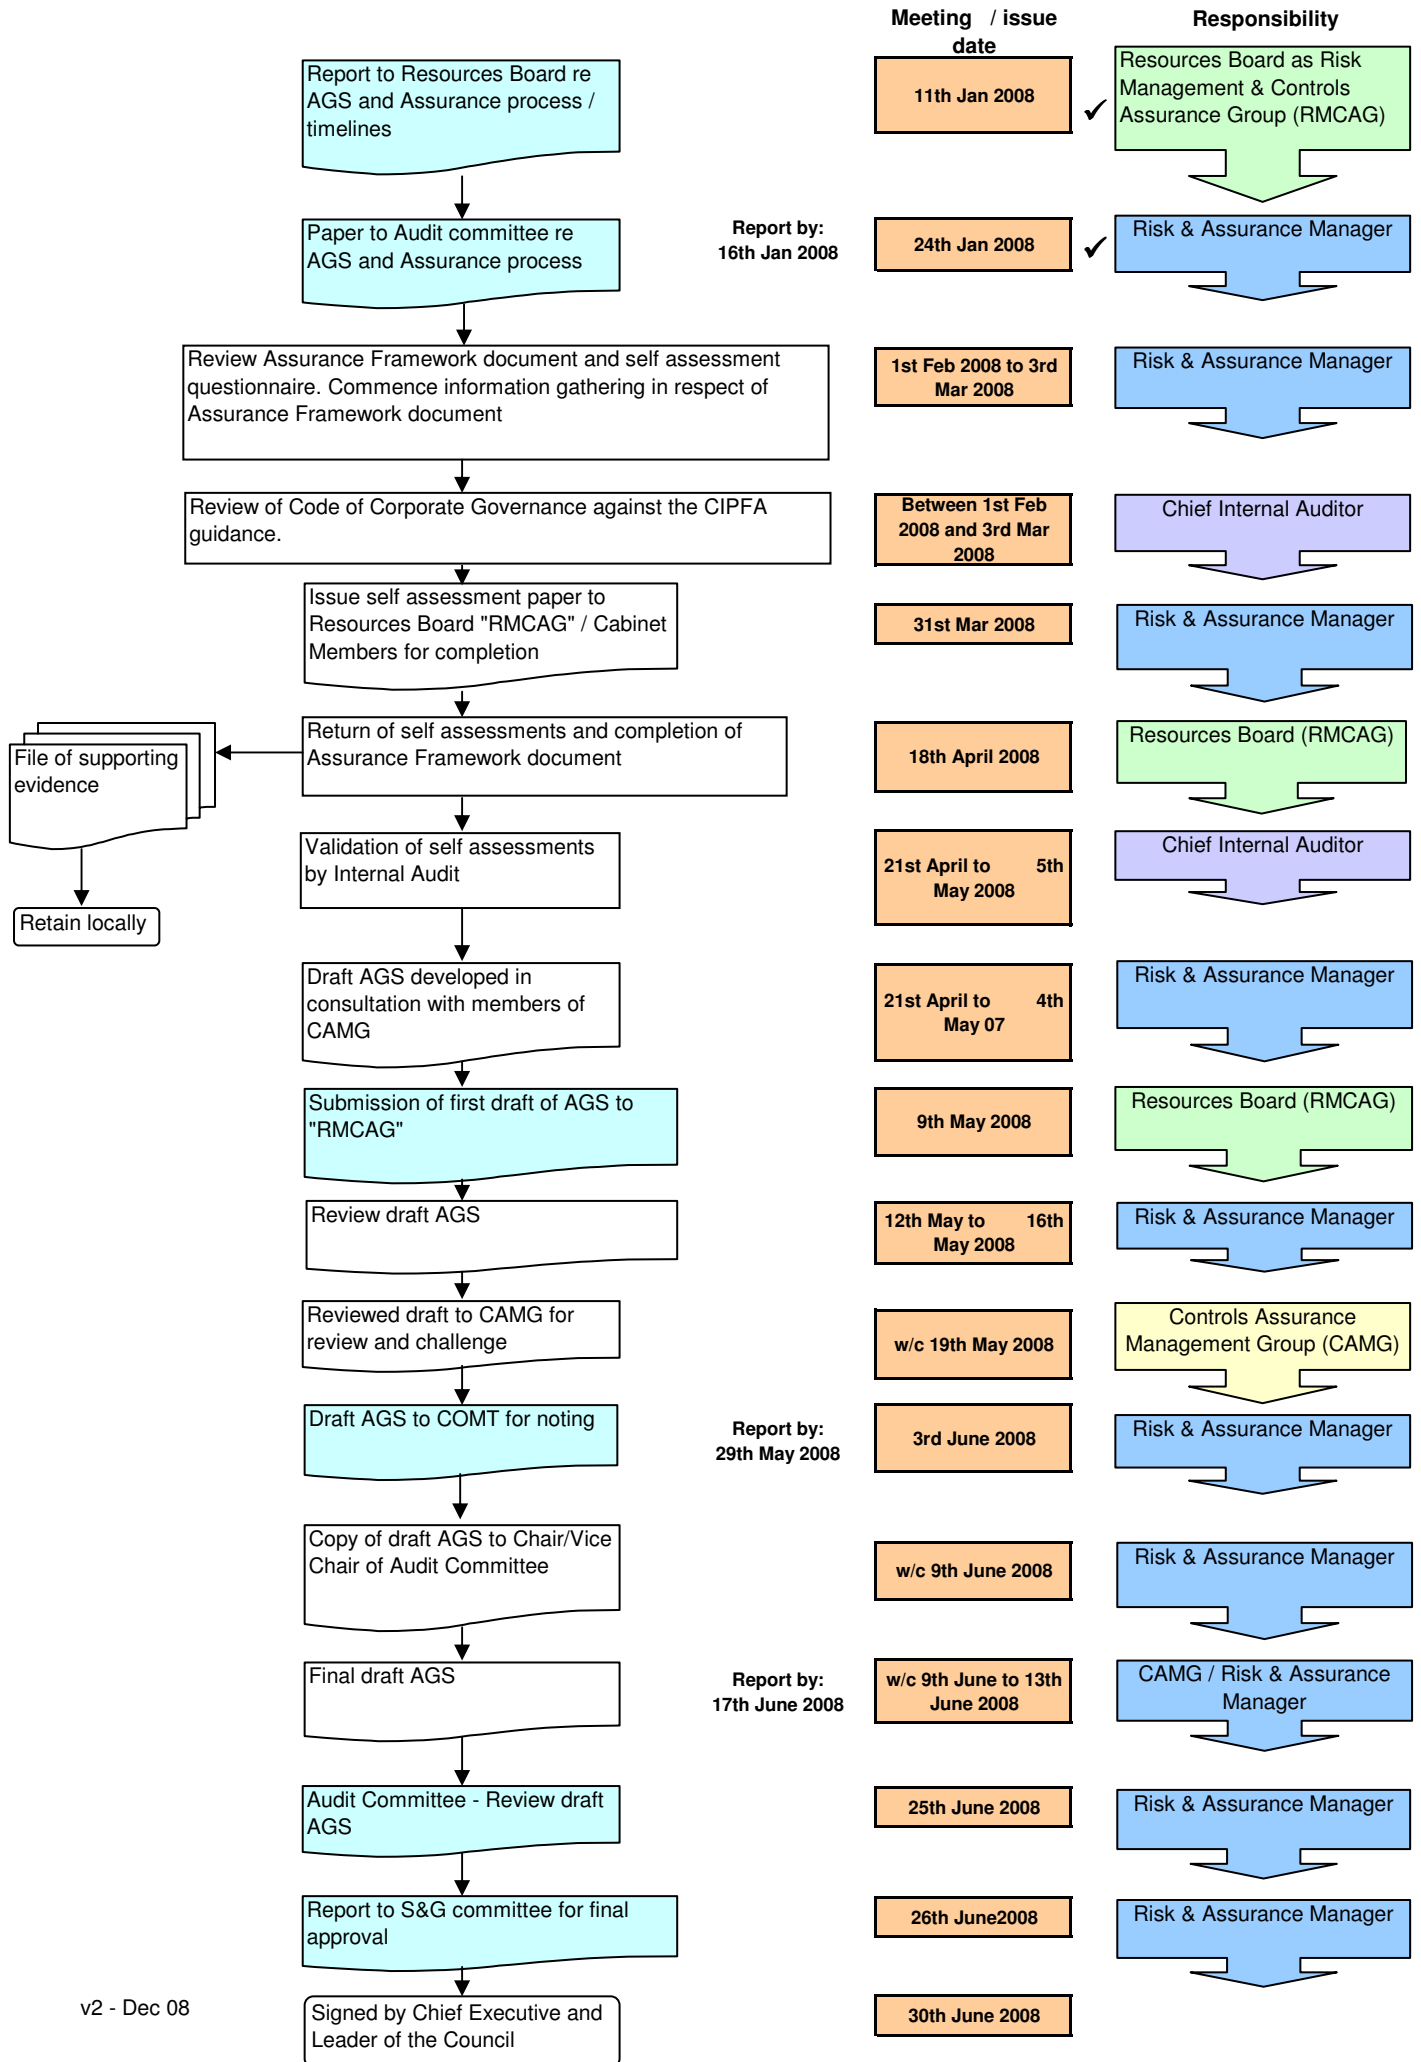 Meeting / issue
date
Responsibility
Report to Resources Board re
AGS and Assurance process /
timelines
11th Jan 2008
✓
Resources Board as Risk
Management & Controls
Assurance Group (RMCAG)
Paper to Audit committee re
AGS and Assurance process
Report by:
16th Jan 2008
24th Jan 2008
✓
Risk & Assurance Manager
Review Assurance Framework document and self assessment
questionnaire. Commence information gathering in respect of
Assurance Framework document
1st Feb 2008 to 3rd
Mar 2008
Risk & Assurance Manager
Review of Code of Corporate Governance against the CIPFA
guidance.
Between 1st Feb
2008 and 3rd Mar
2008
Chief Internal Auditor
Issue self assessment paper to
Resources Board "RMCAG" / Cabinet
Members for completion
31st Mar 2008
Risk & Assurance Manager
Return of self assessments and completion of
Assurance Framework document
File of supporting
evidence
Retain locally
18th April 2008
Resources Board (RMCAG)
Validation of self assessments
by Internal Audit
21st April to 5th
May 2008
Chief Internal Auditor
Draft AGS developed in
consultation with members of
CAMG
21st April to 4th
May 07
Risk & Assurance Manager
Submission of first draft of AGS to
"RMCAG"
9th May 2008
Resources Board (RMCAG)
Review draft AGS
12th May to 16th
May 2008
Risk & Assurance Manager
Reviewed draft to CAMG for
review and challenge
w/c 19th May 2008
Controls Assurance
Management Group (CAMG)
Draft AGS to COMT for noting
Report by:
29th May 2008
3rd June 2008
Risk & Assurance Manager
Copy of draft AGS to Chair/Vice
Chair of Audit Committee
w/c 9th June 2008
Risk & Assurance Manager
Final draft AGS
Report by:
17th June 2008
w/c 9th June to 13th
June 2008
CAMG / Risk & Assurance
Manager
Audit Committee - Review draft
AGS
25th June 2008
Risk & Assurance Manager
Report to S&G committee for final
approval
26th June2008
Risk & Assurance Manager
v2 - Dec 08
Signed by Chief Executive and
Leader of the Council
30th June 2008